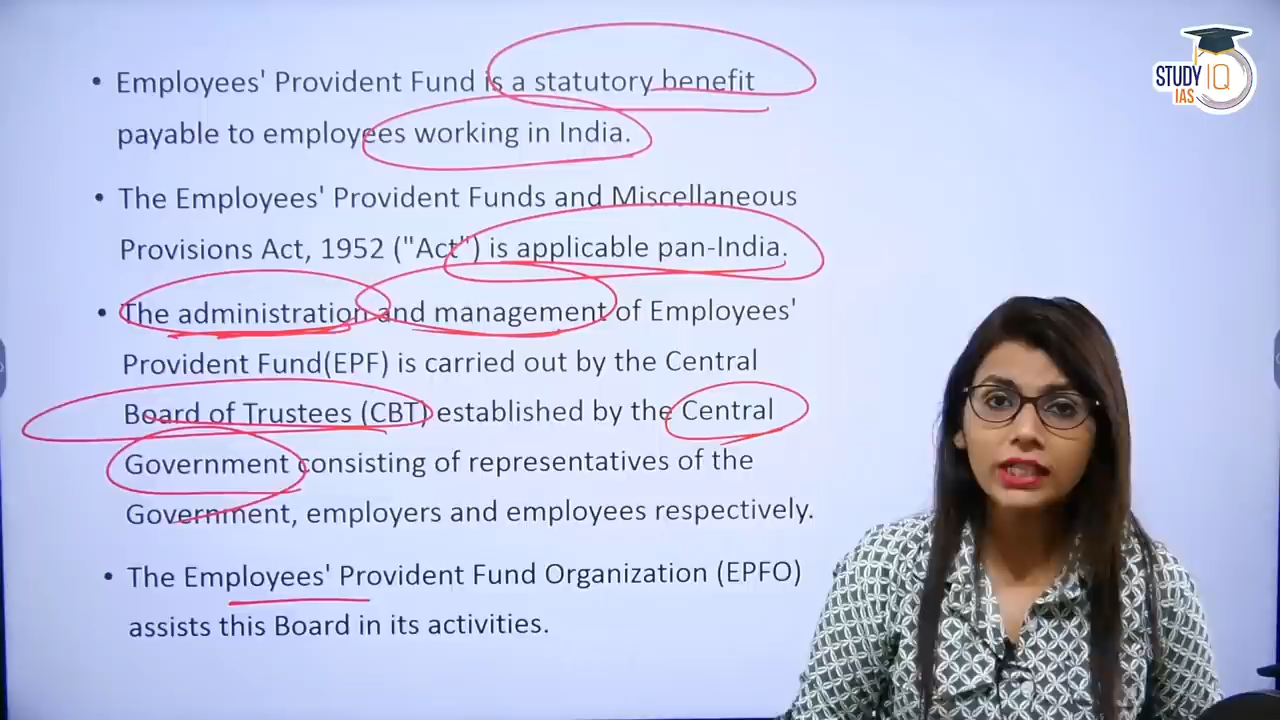 • Employees' Provident Fund is a statutory benefit
payable to employees working in India.
• The Employees' Provident Funds and Miscellaneous
Provisions Act, 1952 ("Act") is applicable pan-India.
• The administration and management of Employees'
Provident Fund(EPF) is carried out by the Central
Board of Trustees (CBT) established by the Central
Government consisting of representatives of the
Government, employers and employees respectively.
• The Employees' Provident Fund Organization (EPFO)
assists this Board in its activities.
STUDY IQ
IAS